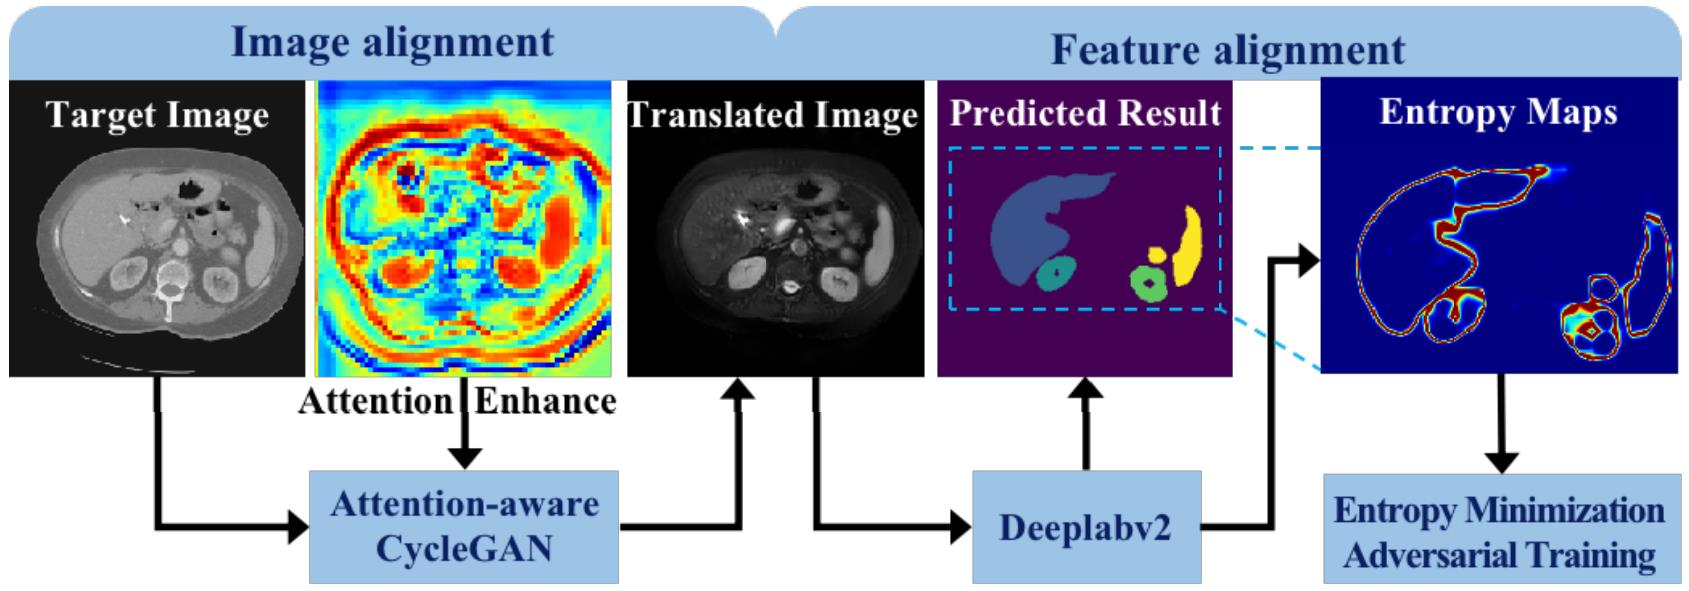 Image alignment
Feature alignment
Target Image
Translated Image
Predicted Result
Entropy Maps
Attention Enhance
Attention-aware
CycleGAN
Deeplabv2
Entropy Minimization
Adversarial Training